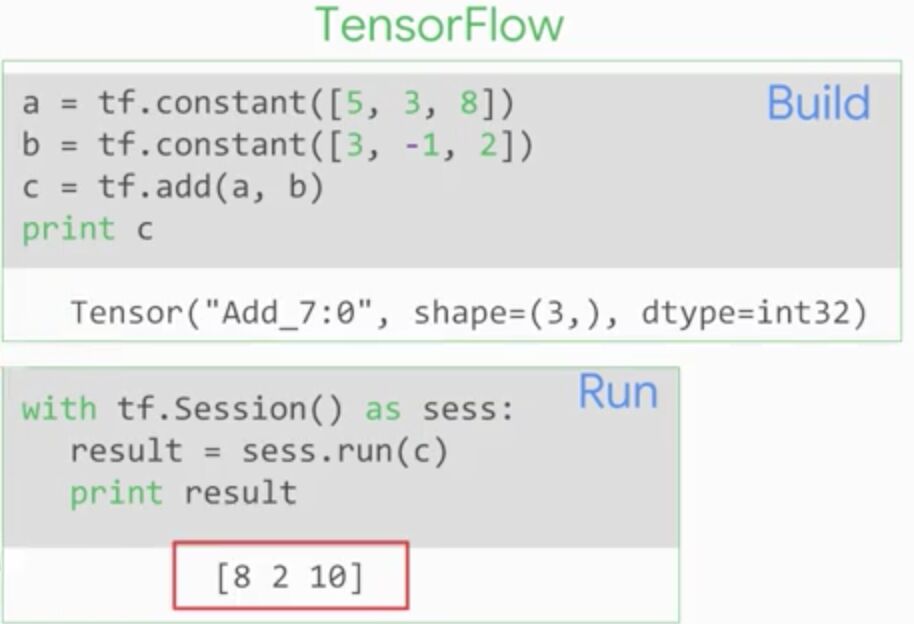 TensorFlow
Build
a = tf.constant([5, 3, 8])
b = tf.constant([3, -1, 2])
c = tf.add(a, b)
print c
Tensor("Add_7:0", shape=(3,), dtype=int32)
Run
with tf.Session() as sess:
result = sess.run(c)
print result
[8 2 10]